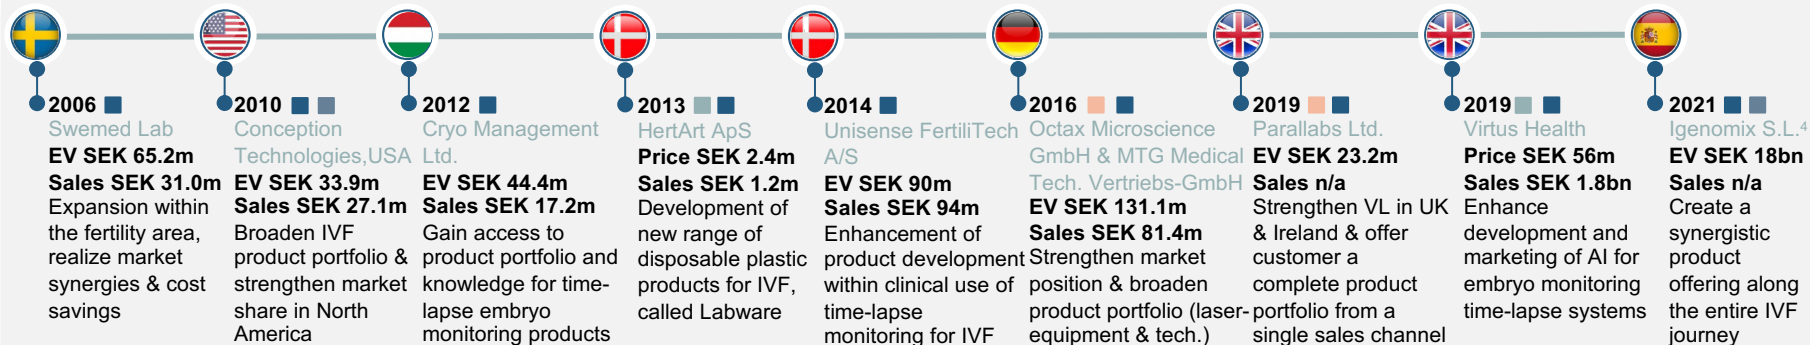 2006
Swemed Lab
EV SEK 65.2m
Sales SEK 31.0m
Expansion within
the fertility area,
realize market
synergies & cost
savings
2010
Conception
Technologies,USA
EV SEK 33.9m
Sales SEK 27.1m
Broaden IVF
product portfolio &
strengthen market
share in North
America
2012
Cryo Management
Ltd.
EV SEK 44.4m
Sales SEK 17.2m
Gain access to
product portfolio and
knowledge for time-
lapse embryo
monitoring products
2013
HertArt ApS
Price SEK 2.4m
Sales SEK 1.2m
Development of
new range of
disposable plastic
products for IVF,
called Labware
2014
Unisense FertiliTech
A/S
EV SEK 90m
Sales SEK 94m
Enhancement of
product development
within clinical use of
time-lapse
monitoring for IVF
2016
Octax Microscience
GmbH & MTG Medical
Tech. Vertriebs-GmbH
EV SEK 131.1m
Sales SEK 81.4m
Strengthen market
position & broaden
product portfolio (laser-
equipment & tech.)
2019
Parallabs Ltd.
EV SEK 23.2m
Sales n/a
Strengthen VL in UK
& Ireland & offer
customer a
complete product
portfolio from a
single sales channel
2019
Virtus Health
Price SEK 56m
Sales SEK 1.8bn
Enhance
development and
marketing of AI for
embryo monitoring
time-lapse systems
2021
Igenomix S.L.⁴
EV SEK 18bn
Sales n/a
Create a
synergistic
product
offering along
the entire IVF
journey